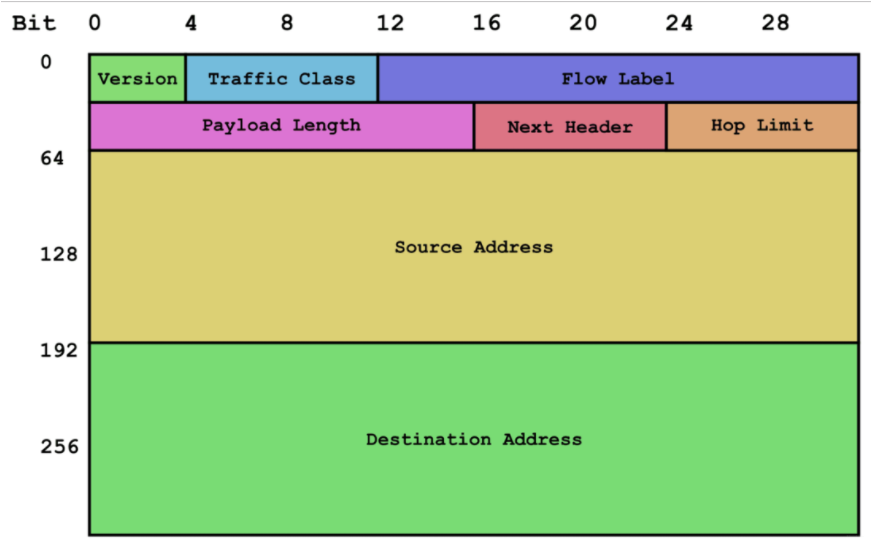 Bit 0 4 8 12 16 20 24 28
0 Version Traffic Class Flow Label
Payload Length Next Header Hop Limit
64
Source Address
128
192
Destination Address
256